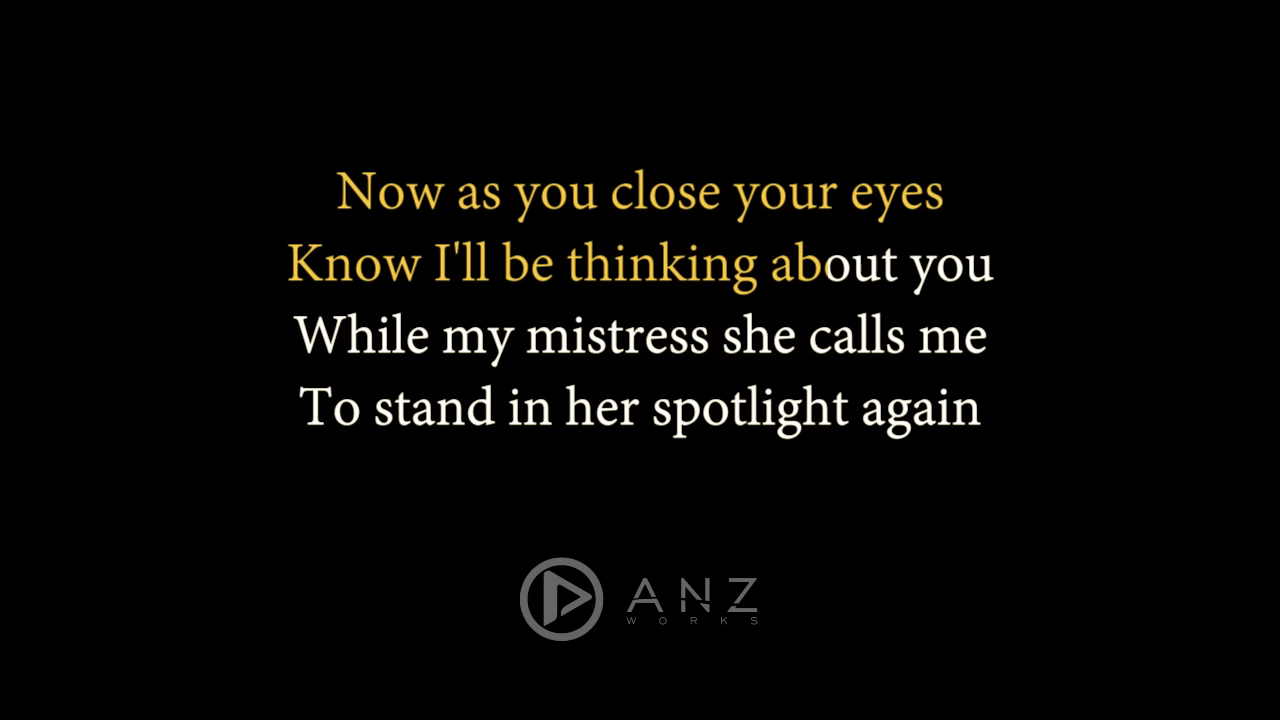 Now as you close your eyes
Know I'll be thinking about you
While my mistress she calls me
To stand in her spotlight again
ANZ
WORKS